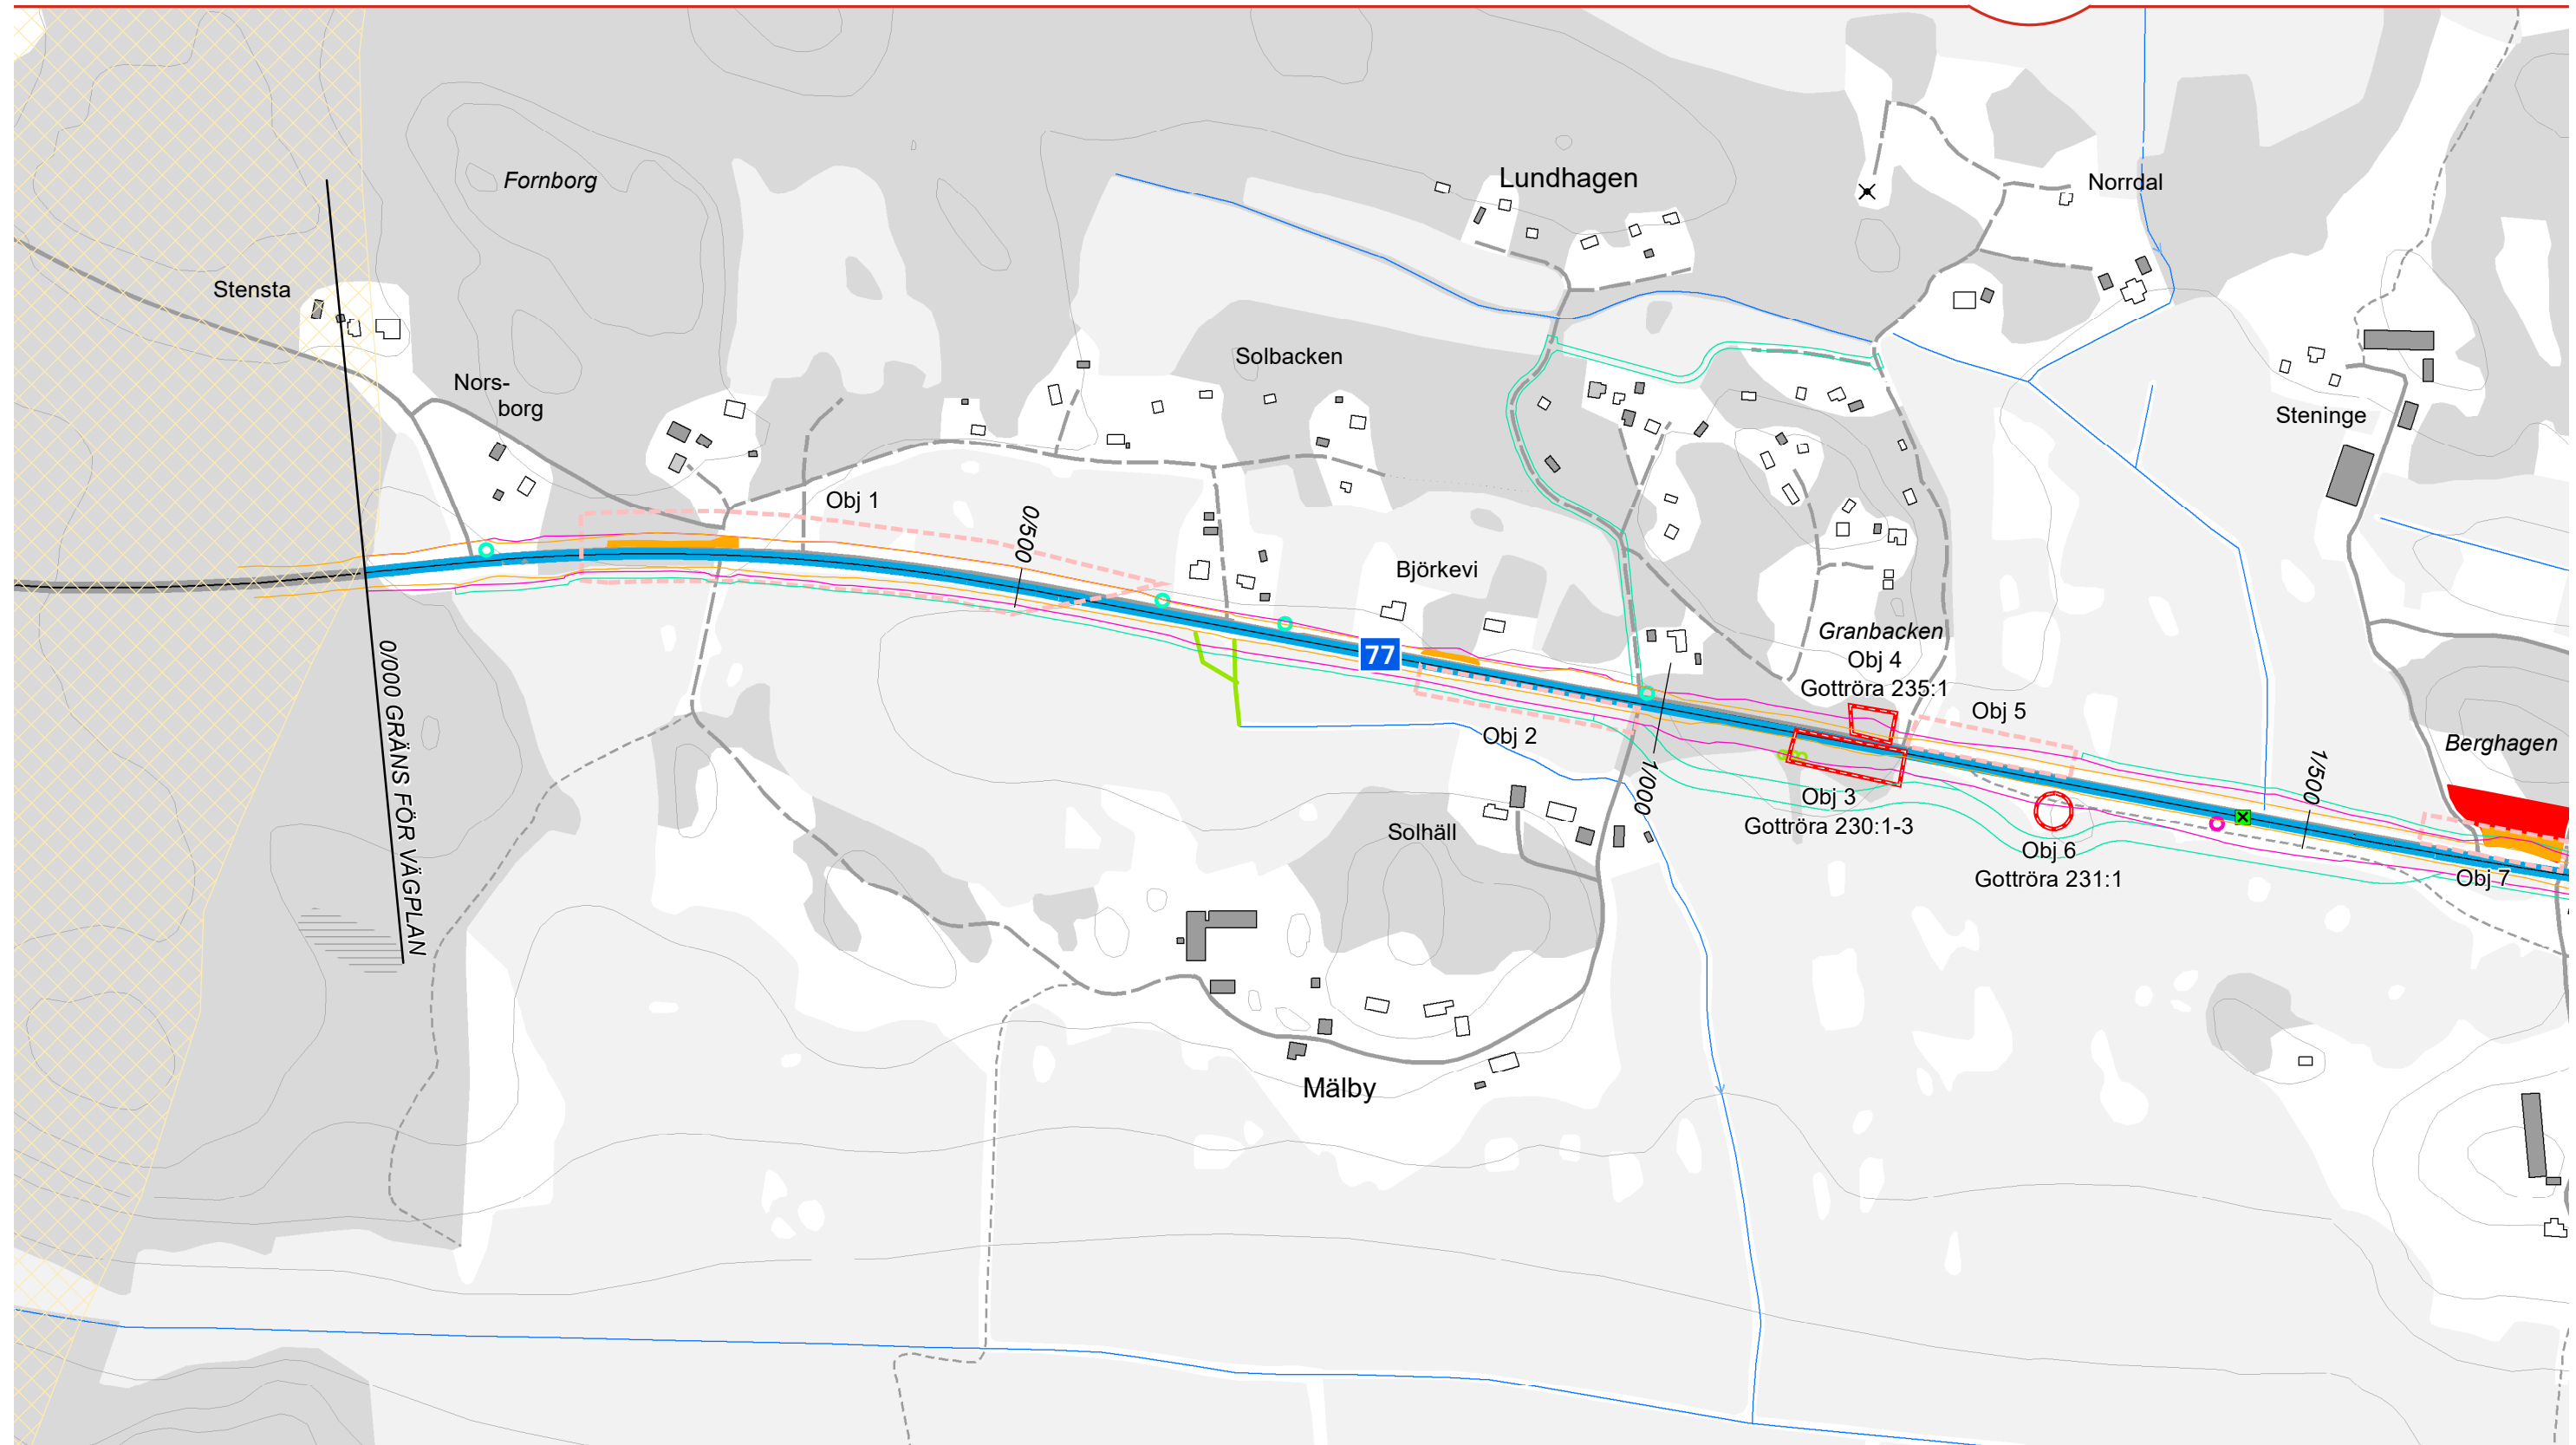 Fornborg
Lundhagen
Norrdal
Stensta
Solbacken
Nors-
borg
Steninge
Obj 1
0/500
Björkevi
77
Granbacken
Obj 4
Gottröra 235:1
Obj 5
Obj 2
Berghagen
1/000
1/500
Obj 3
Gottröra 230:1-3
Solhäll
Obj 6
Gottröra 231:1
Obj 7
0/000 GRÄNS FÖR VÄGPLAN
Mälby